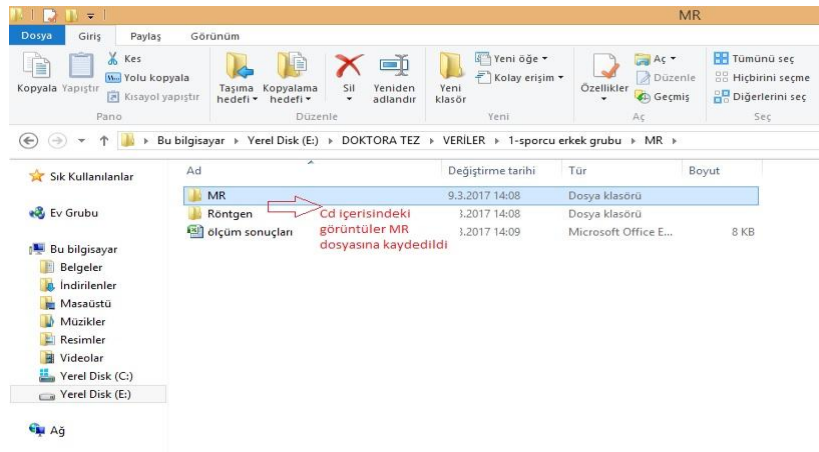 MR
Dosya Giriş Paylaş Görünüm
Kopyala
Yapıştır
Kes
Yolu kopyala
Kısayol yapıştır
Pano
Taşıma hedefi
Kopyalama hedefi
Sil
Yeniden adlandır
Düzenle
Yeni klasör
Yeni öğe
Kolay erişim
Yeni
Özellikler
Aç
Düzenle
Geçmiş
Aç
Tümünü seç
Hiçbirini seçme
Diğerlerini seç
Seç
Bu bilgisayar Yerel Disk (E:) DOKTORA TEZ VERİLER 1-sporcu erkek grubu MR
Ad Değiştirme tarihi Tür Boyut
MR 9.3.2017 14:08 Dosya klasörü
Röntgen .3.2017 14:08 Dosya klasörü
ölçüm sonuçları .3.2017 14:09 Microsoft Office E... 8 KB
Cd içerisindeki
görüntüler MR
dosyasına kaydedildi
Sık Kullanılanlar
Ev Grubu
Bu bilgisayar
Belgeler
İndirilenler
Masaüstü
Müzikler
Resimler
Videolar
Yerel Disk (C:)
Yerel Disk (E:)
Ağ